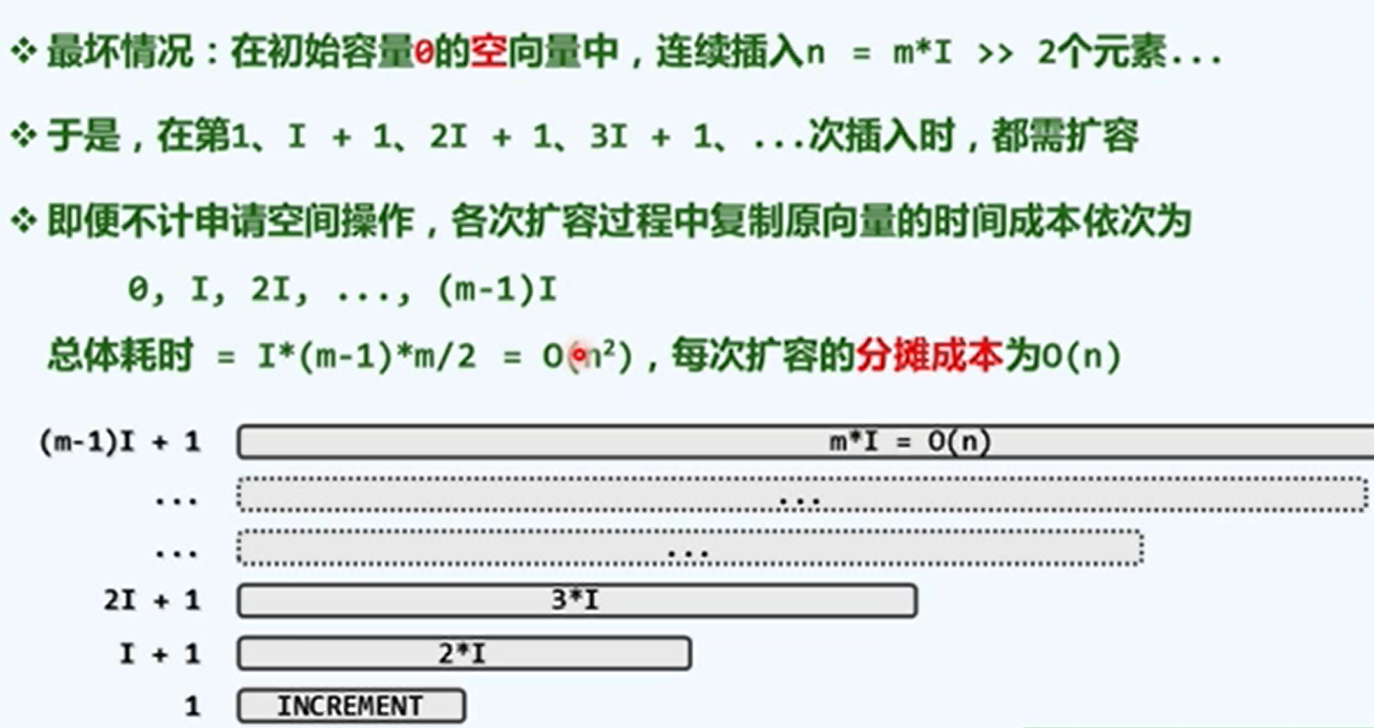 ❖ 最坏情况：在初始容量0的空向量中，连续插入n = m*I >> 2个元素...
❖ 于是，在第1、I + 1、2I + 1、3I + 1、...次插入时，都需扩容
❖ 即便不计申请空间操作，各次扩容过程中复制原向量的时间成本依次为
0, I, 2I, ..., (m-1)I
总体耗时 = I*(m-1)*m/2 = O(n²)，每次扩容的分摊成本为O(n)
(m-1)I + 1 m*I = O(n)
... ...
... ...
2I + 1 3*I
I + 1 2*I
1 INCREMENT